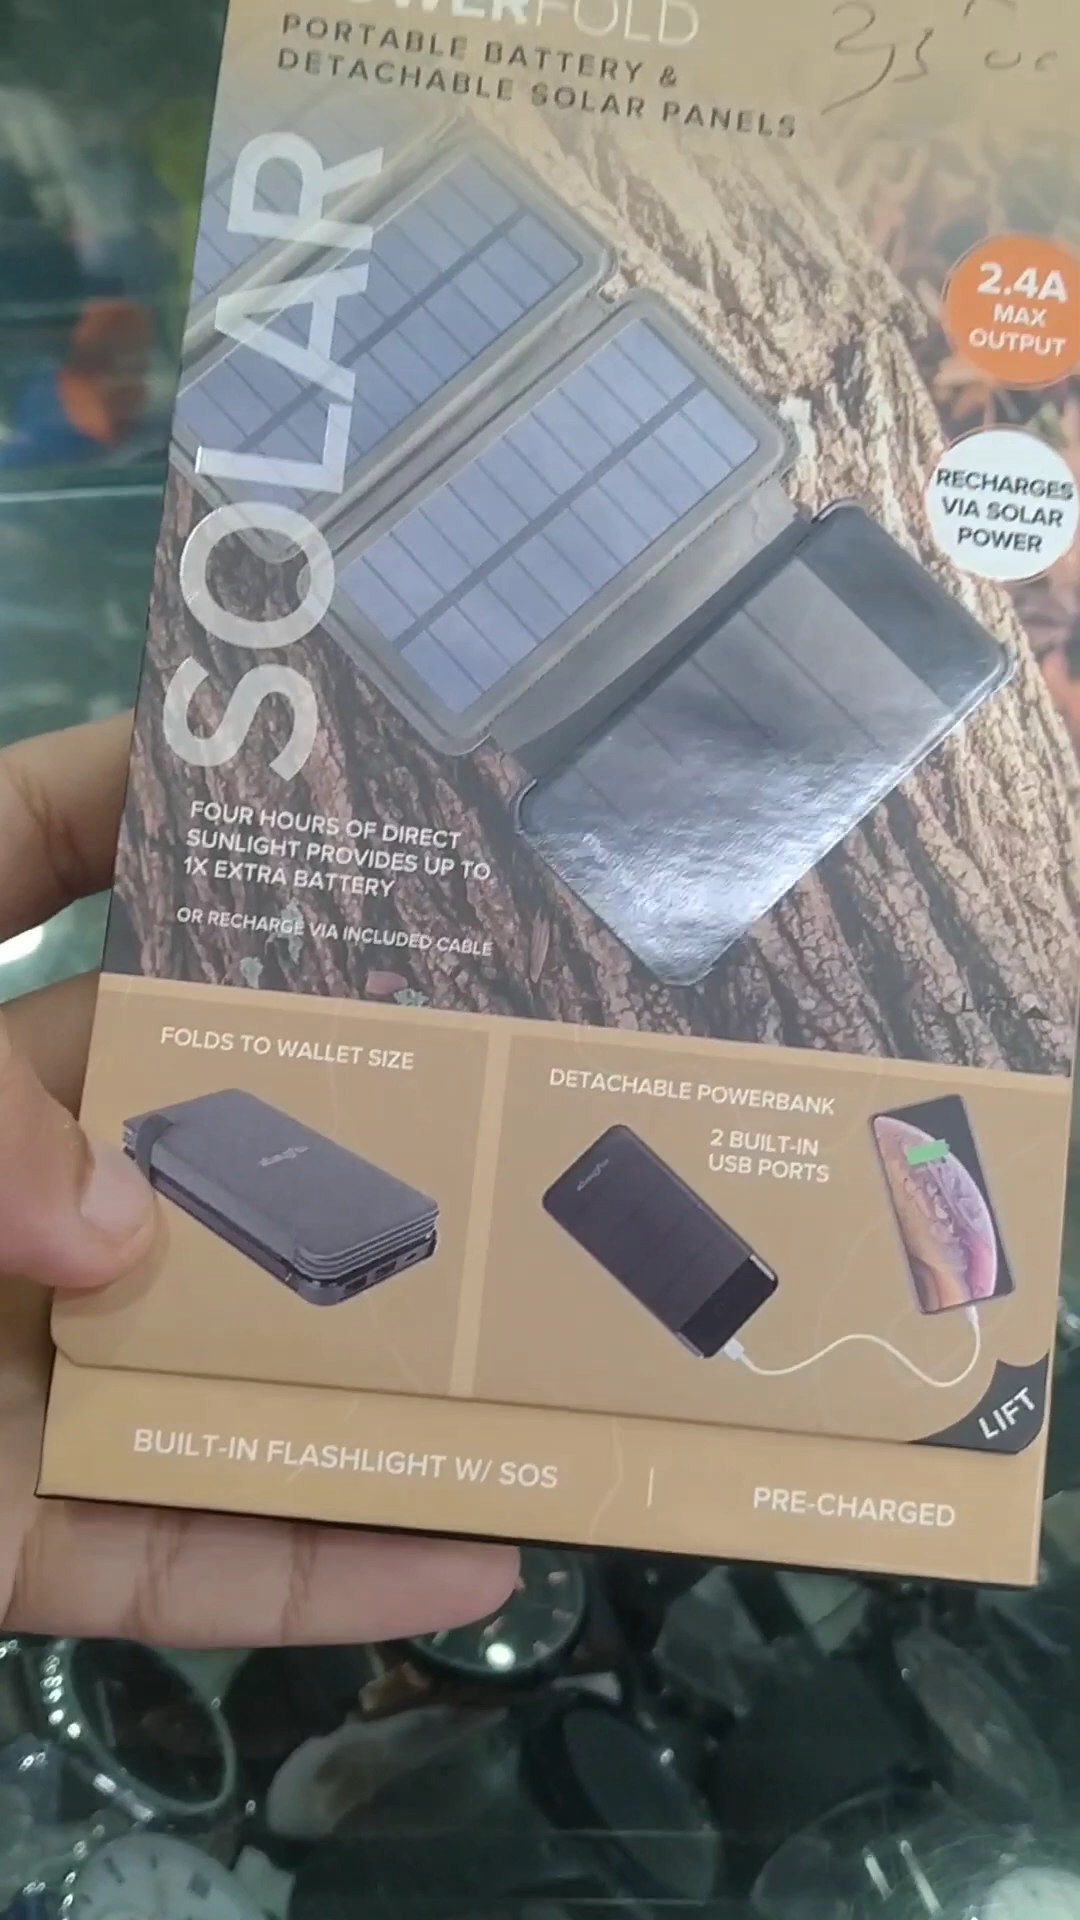 WERFOLD
PORTABLE BATTERY &
DETACHABLE SOLAR PANELS
SOLAR
2.4A
MAX
OUTPUT
RECHARGES
VIA SOLAR
POWER
FOUR HOURS OF DIRECT
SUNLIGHT PROVIDES UP TO
1X EXTRA BATTERY
OR RECHARGE VIA INCLUDED CABLE
LIFT
FOLDS TO WALLET SIZE
DETACHABLE POWERBANK
2 BUILT-IN
USB PORTS
LIFT
BUILT-IN FLASHLIGHT W/ SOS
PRE-CHARGED